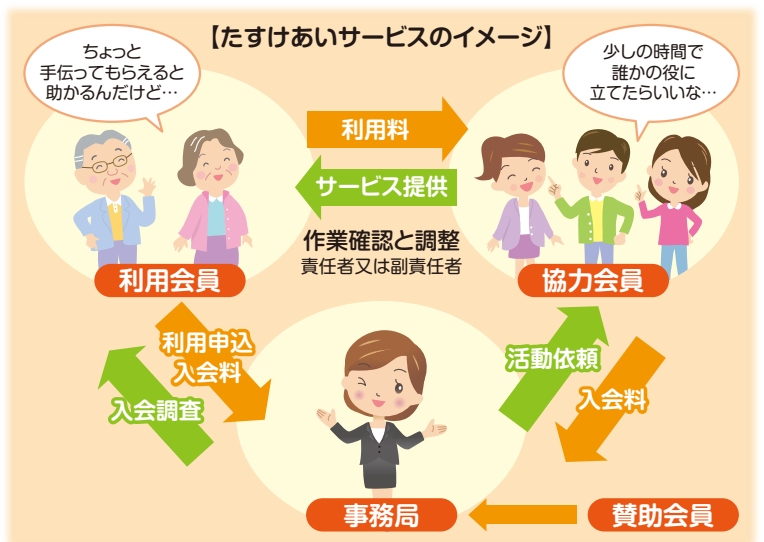 【たすけあいサービスのイメージ】
ちょっと
手伝ってもらえると
助かるんだけど…
少しの時間で
誰かの役に
立てたらいいな…
利用料
サービス提供
作業確認と調整
責任者又は副責任者
利用会員
協力会員
利用申込
入会料
入会調査
活動依頼
入会料
事務局
賛助会員